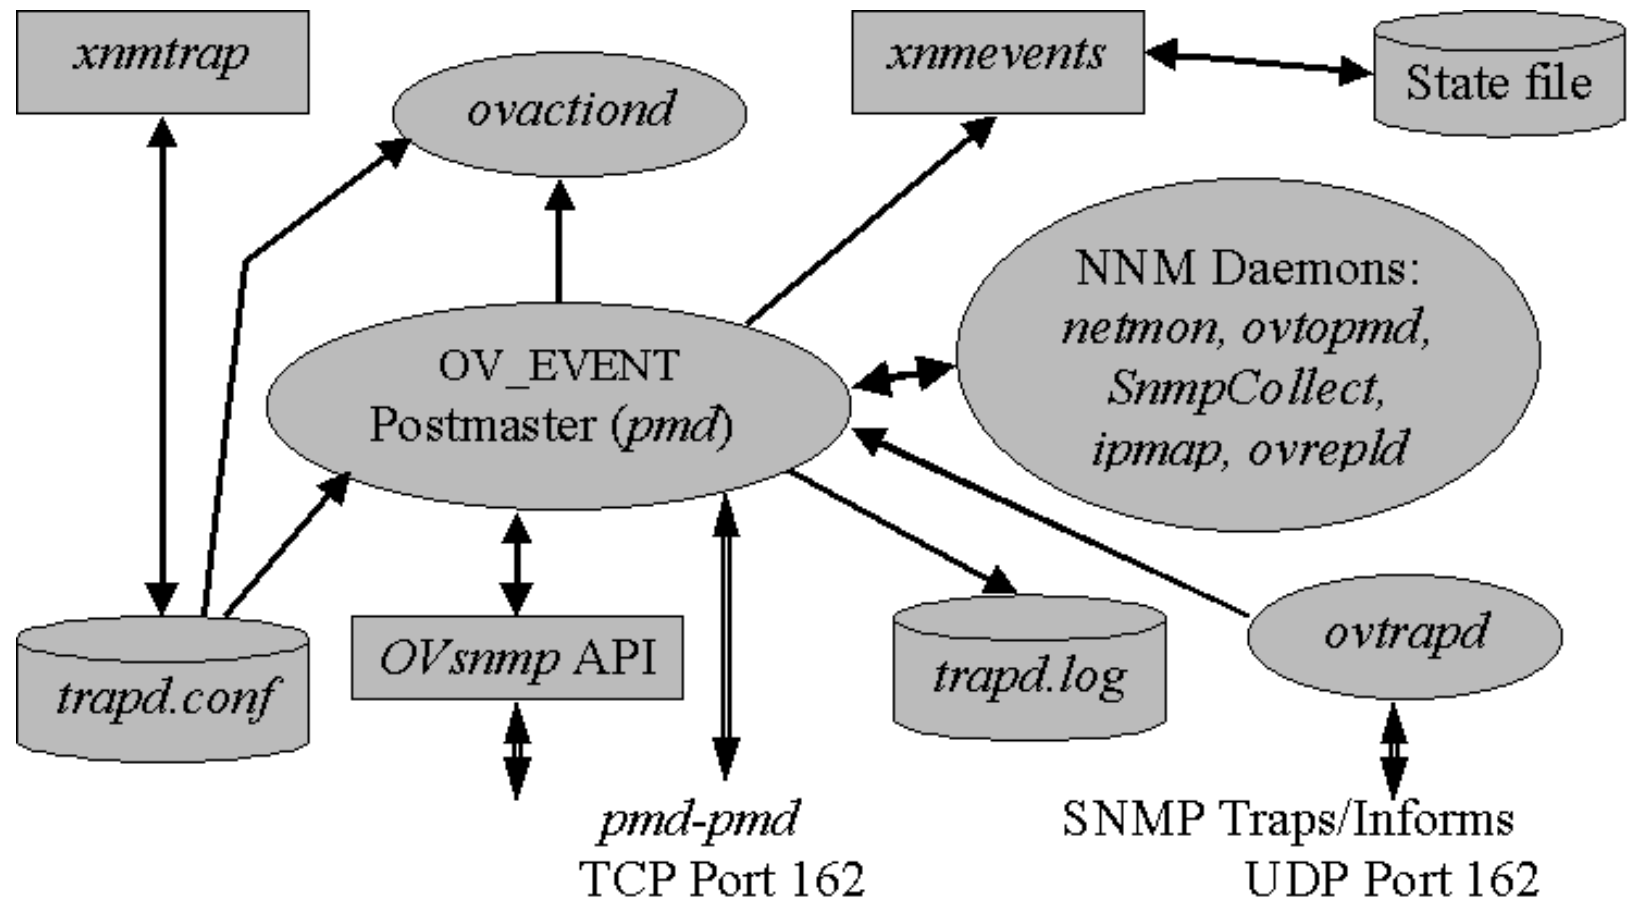 xnmtrap
ovactiond
xnmevents
State file
NNM Daemons:
netmon, ovtopmd,
SnmpCollect,
ipmap, ovrepld
OV_EVENT
Postmaster (pmd)
trapd.conf
OVsnmp API
trapd.log
ovtrapd
pmd-pmd
TCP Port 162
SNMP Traps/Informs
UDP Port 162